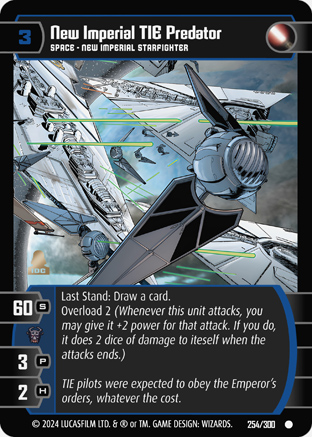 3
New Imperial TIE Predator
SPACE - NEW IMPERIAL STARFIGHTER
IDC
60 S
3 P
2 H
Last Stand: Draw a card.
Overload 2 (Whenever this unit attacks, you
may give it +2 power for that attack. If you do,
it does 2 dice of damage to iteself when the
attacks ends.)
TIE pilots were expected to obey the Emperor's
orders, whatever the cost.
© 2024 LUCASFILM LTD. & ® or TM. GAME DESIGN: WIZARDS.
254/300